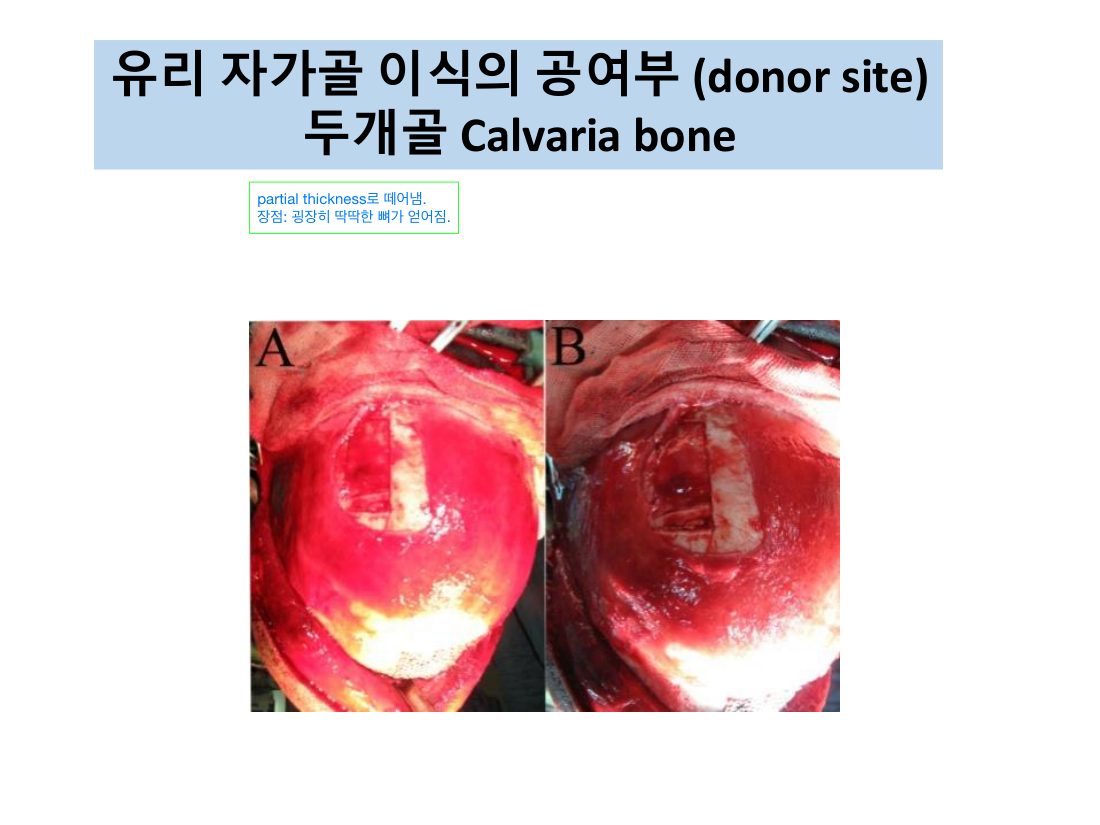 유리 자가골 이식의 공여부 (donor site)
두개골 Calvaria bone
partial thickness로 떼어냄.
장점: 굉장히 딱딱한 뼈가 얻어짐.
A
B